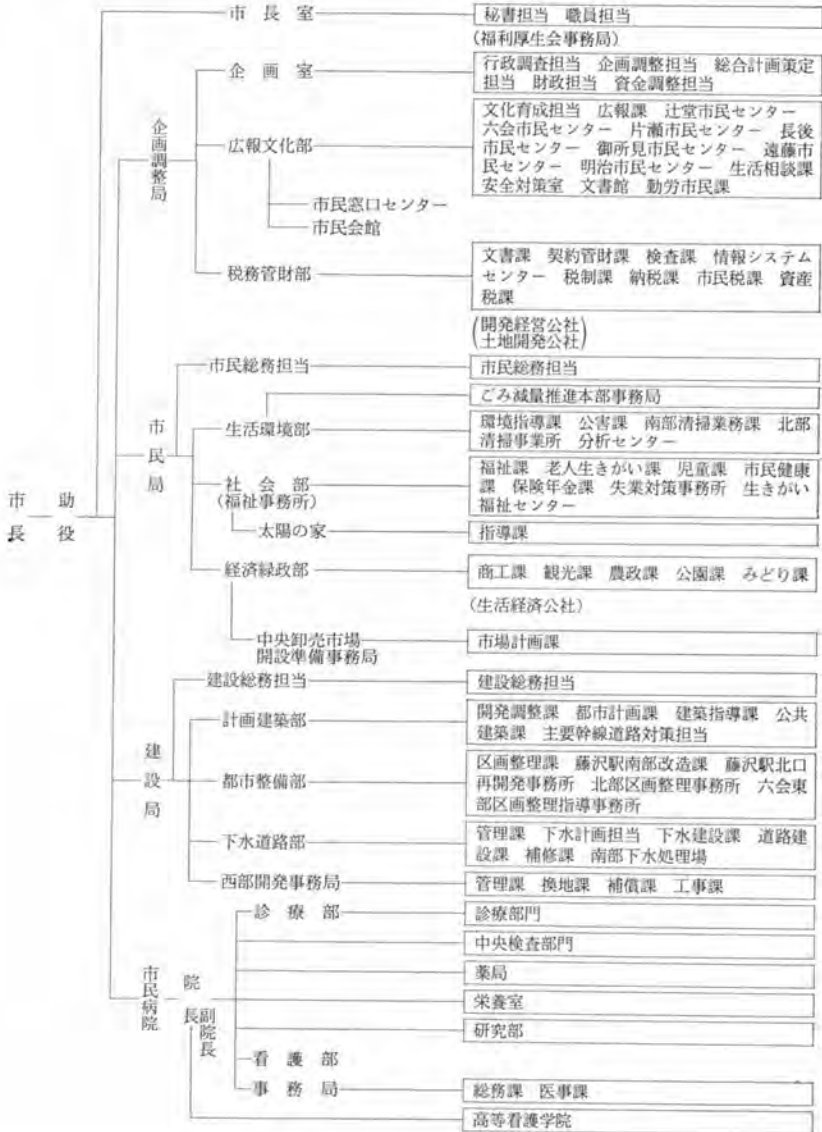 市長室
秘書担当 職員担当
(福利厚生会事務局)
企画調整局
企画室
行政調査担当 企画調整担当 総合計画策定
担当 財政担当 資金調整担当
広報文化部
文化育成担当 広報課 辻堂市民センター
六会市民センター 片瀬市民センター 長後
市民センター 御所見市民センター 遠藤市
民センター 明治市民センター 生活相談課
安全対策室 文書館 勤労市民課
市民窓口センター
市民会館
税務管財部
文書課 契約管財課 検査課 情報システム
センター 税制課 納税課 市民税課 資産
税課
(開発経営公社
土地開発公社)
市民局
市民総務担当
市民総務担当
ごみ減量推進本部事務局
生活環境部
環境指導課 公害課 南部清掃業務課 北部
清掃事業所 分析センター
社会部
(福祉事務所)
福祉課 老人生きがい課 児童課 市民健康
課 保険年金課 失業対策事務所 生きがい
福祉センター
太陽の家
指導課
経済緑政部
商工課 観光課 農政課 公園課 みどり課
(生活経済公社)
中央卸売市場
開設準備事務局
市場計画課
市長
助役
建設局
建設総務担当
建設総務担当
計画建築部
開発調整課 都市計画課 建築指導課 公共
建築課 主要幹線道路対策担当
都市整備部
区画整理課 藤沢駅南部改造課 藤沢駅北口
再開発事務所 北部区画整理事務所 六会東
部区画整理指導事務所
下水道路部
管理課 下水計画担当 下水建設課 道路建
設課 補修課 南部下水処理場
西部開発事務局
管理課 換地課 補償課 工事課
市民病院
院長
副院長
診療部
診療部門
中央検査部門
薬局
栄養室
研究部
看護部
事務局
総務課 医事課
高等看護学院